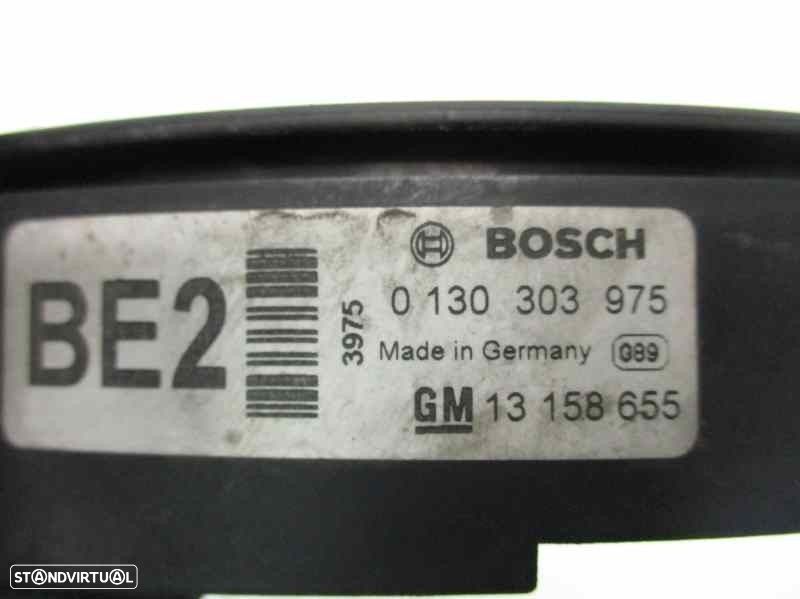 BE2
3975
BOSCH
0 130 303 975
Made in Germany G89
GM 13 158 655
STANDVIRTUAL